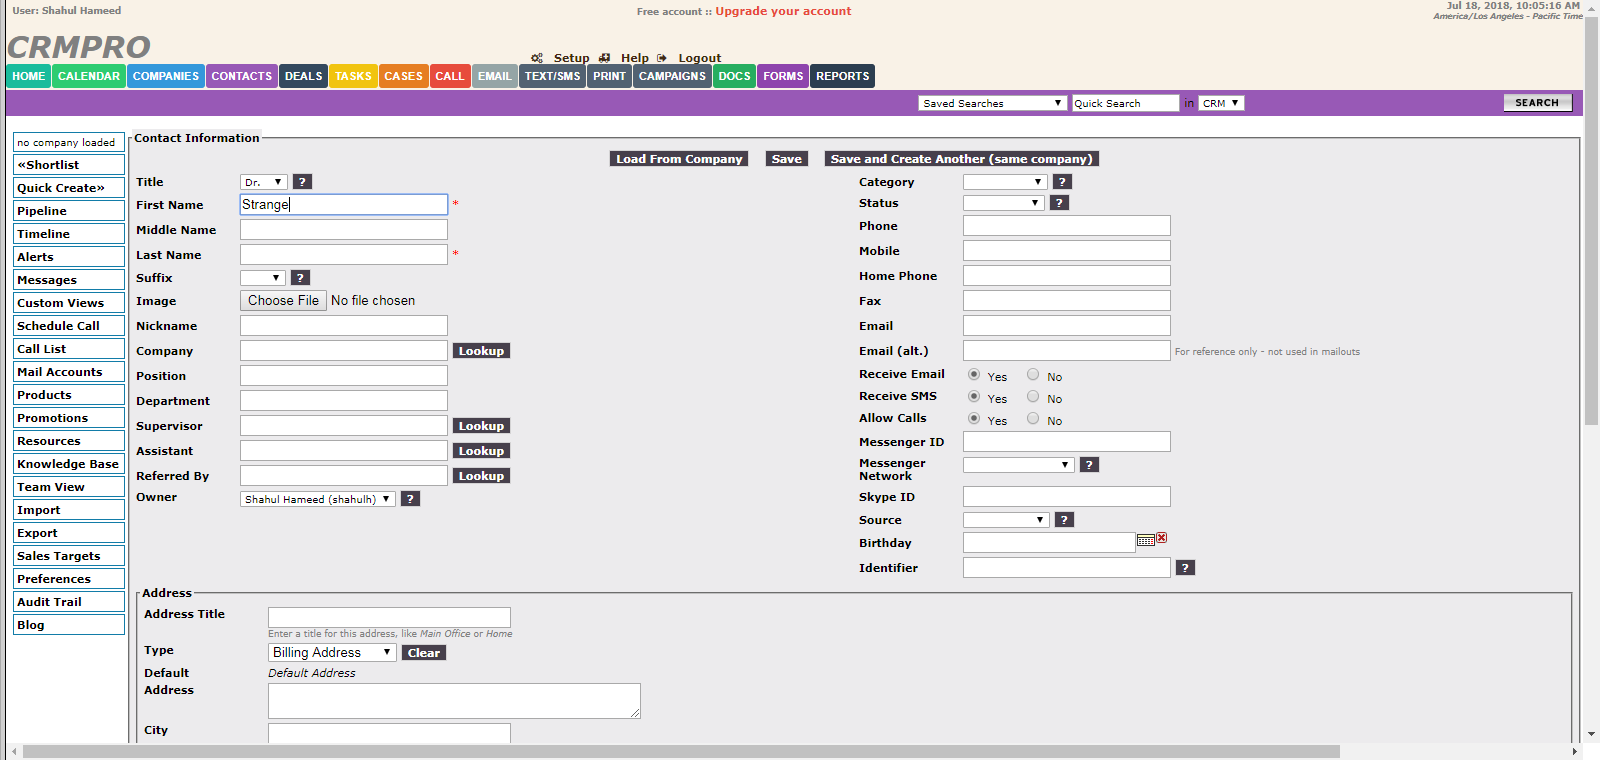 User: Shahul Hameed
Free account :: Upgrade your account
Jul 18, 2018, 10:05:16 AM
America/Los Angeles - Pacific Time
CRMPRO
Setup Help Logout
HOME CALENDAR COMPANIES CONTACTS DEALS TASKS CASES CALL EMAIL TEXT/SMS PRINT CAMPAIGNS DOCS FORMS REPORTS
Saved Searches Quick Search in CRM SEARCH
no company loaded
«Shortlist
Quick Create»
Pipeline
Timeline
Alerts
Messages
Custom Views
Schedule Call
Call List
Mail Accounts
Products
Promotions
Resources
Knowledge Base
Team View
Import
Export
Sales Targets
Preferences
Audit Trail
Blog
Contact Information
Load From Company Save Save and Create Another (same company)
Title Dr. ?
First Name Strange *
Middle Name
Last Name *
Suffix ?
Image Choose File No file chosen
Nickname
Company Lookup
Position
Department
Supervisor Lookup
Assistant Lookup
Referred By Lookup
Owner Shahul Hameed (shahulh) ?
Category ?
Status ?
Phone
Mobile
Home Phone
Fax
Email
Email (alt.) For reference only - not used in mailouts
Receive Email Yes No
Receive SMS Yes No
Allow Calls Yes No
Messenger ID
Messenger
Network ?
Skype ID
Source ?
Birthday
Identifier ?
Address
Address Title
Enter a title for this address, like Main Office or Home
Type Billing Address Clear
Default Default Address
Address
City